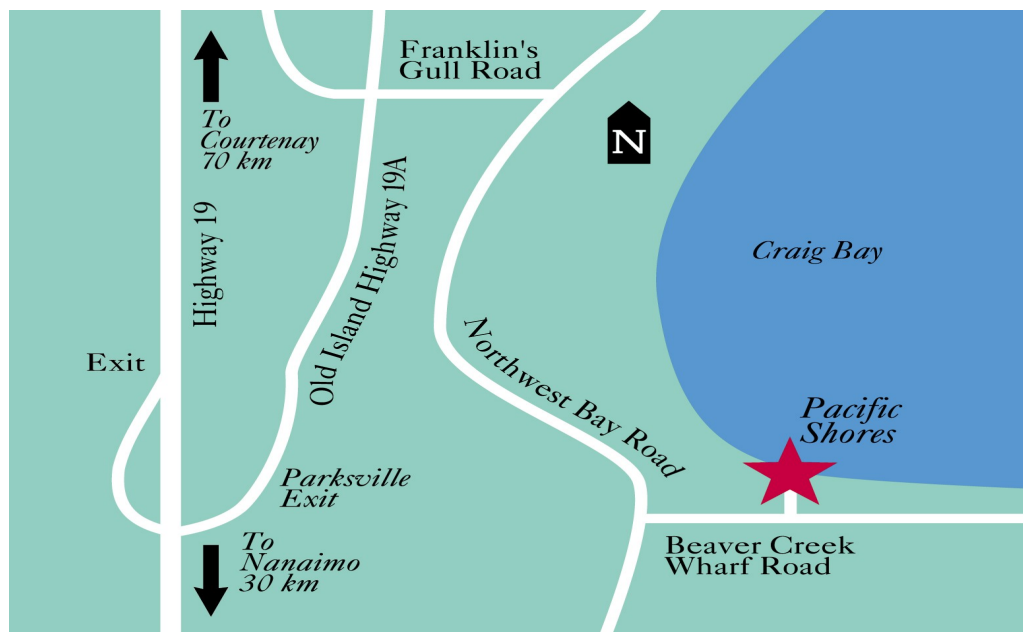 Franklin's
Gull Road
To
Courtenay
70 km
N
Highway 19
Old Island Highway 19A
Craig Bay
Exit
Northwest Bay Road
Pacific
Shores
Parksville
Exit
To
Nanaimo
30 km
Beaver Creek
Wharf Road